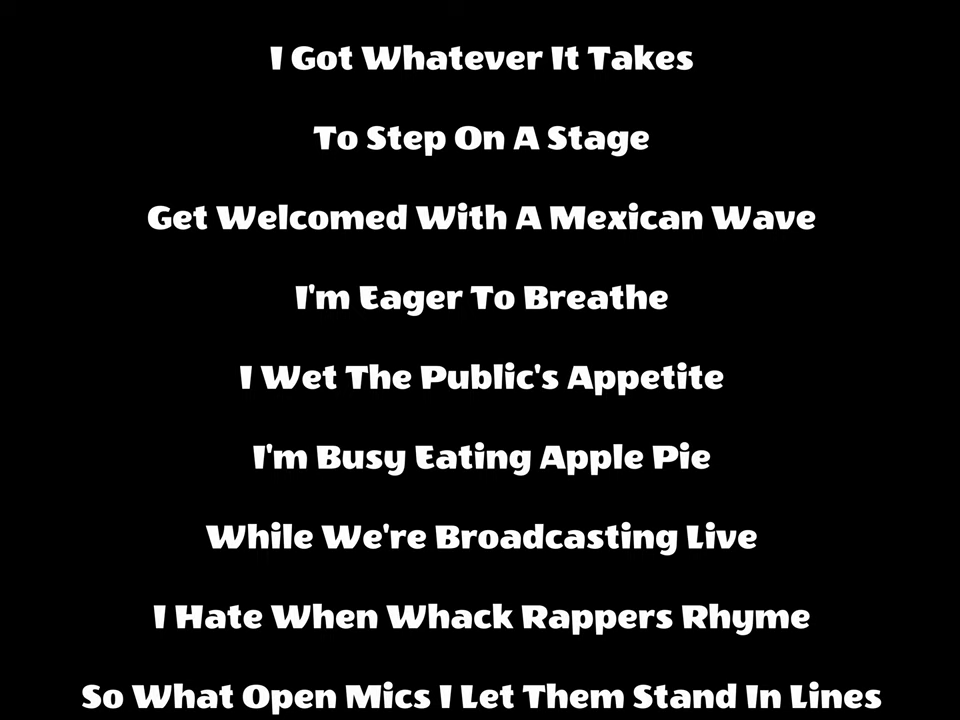 I Got Whatever It Takes
To Step On A Stage
Get Welcomed With A Mexican Wave
I'm Eager To Breathe
I Wet The Public's Appetite
I'm Busy Eating Apple Pie
While We're Broadcasting Live
I Hate When Whack Rappers Rhyme
So What Open Mics I Let Them Stand In Lines